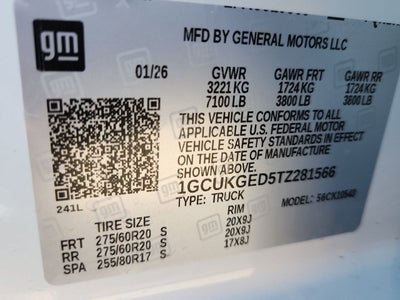 gm
MFD BY GENERAL MOTORS LLC
01/26 GVWR GAWR FRT GAWR RR
3221 KG 1724 KG 1724 KG
7100 LB 3800 LB 3800 LB
THIS VEHICLE CONFORMS TO ALL
APPLICABLE U.S. FEDERAL MOTOR
VEHICLE SAFETY STANDARDS IN
EFFECT ON THE DATE OF
MANUFACTURE SHOWN ABOVE.
1GCUKGED5TZ281566
TYPE: TRUCK MODEL:
241L
TIRE SIZE RIM
FRT 275/60R20 S 20X9J
RR 275/60R20 S 20X9J
SPA 255/80R17 S 17X8J